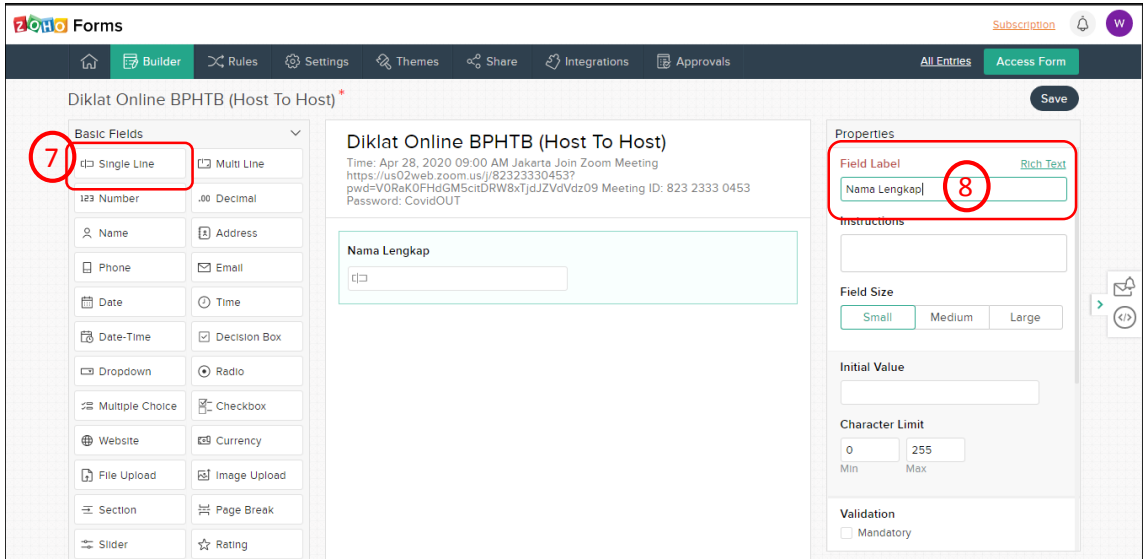 ZOHO Forms
Subscription
W
Builder
Rules
Settings
Themes
Share
Integrations
Approvals
All Entries
Access Form
Diklat Online BPHTB (Host To Host) *
Save
Basic Fields
7
Single Line
Multi Line
123 Number
.00 Decimal
Name
Address
Phone
Email
Date
Time
Date-Time
Decision Box
Dropdown
Radio
Multiple Choice
Checkbox
Website
Currency
File Upload
Image Upload
Section
Page Break
Slider
Rating
Diklat Online BPHTB (Host To Host)
Time: Apr 28, 2020 09:00 AM Jakarta Join Zoom Meeting
https://us02web.zoom.us/j/82323330453?
pwd=V0RaK0FHdGM5citDRW8xTjdJZVdVdz09 Meeting ID: 823 2333 0453
Password: CovidOUT
Nama Lengkap
Properties
Field Label
Rich Text
Nama Lengkap
8
Instructions
Field Size
Small
Medium
Large
Initial Value
Character Limit
0
255
Min
Max
Validation
Mandatory